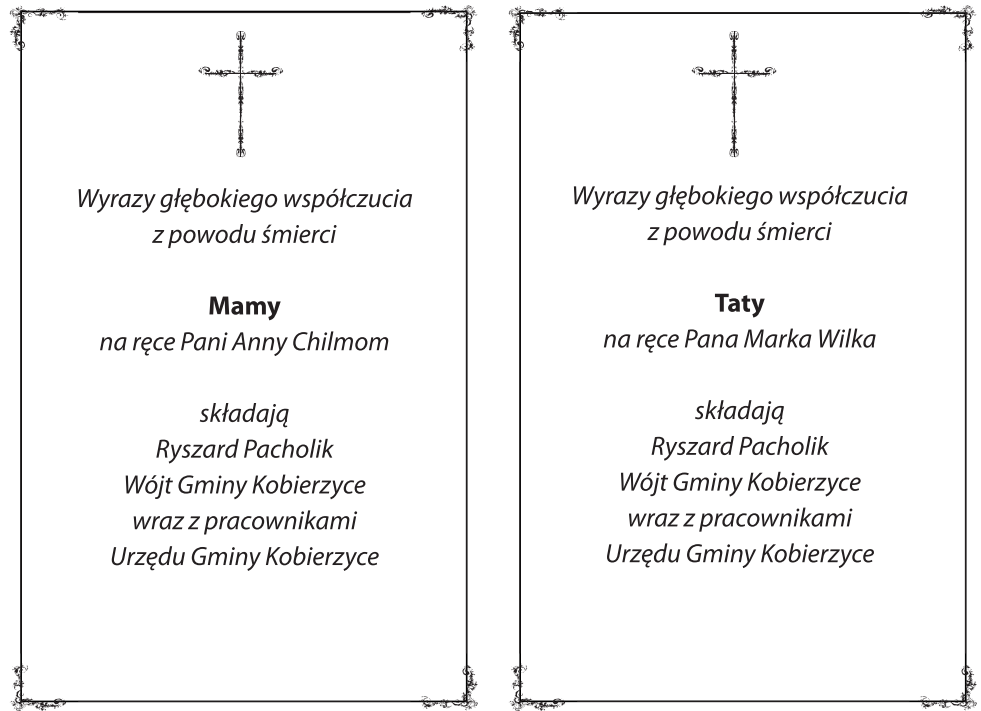 Wyrazy głębokiego współczucia
z powodu śmierci
Mamy
na ręce Pani Anny Chilmom
składają
Ryszard Pacholik
Wójt Gminy Kobierzyce
wraz z pracownikami
Urzędu Gminy Kobierzyce
Wyrazy głębokiego współczucia
z powodu śmierci
Taty
na ręce Pana Marka Wilka
składają
Ryszard Pacholik
Wójt Gminy Kobierzyce
wraz z pracownikami
Urzędu Gminy Kobierzyce